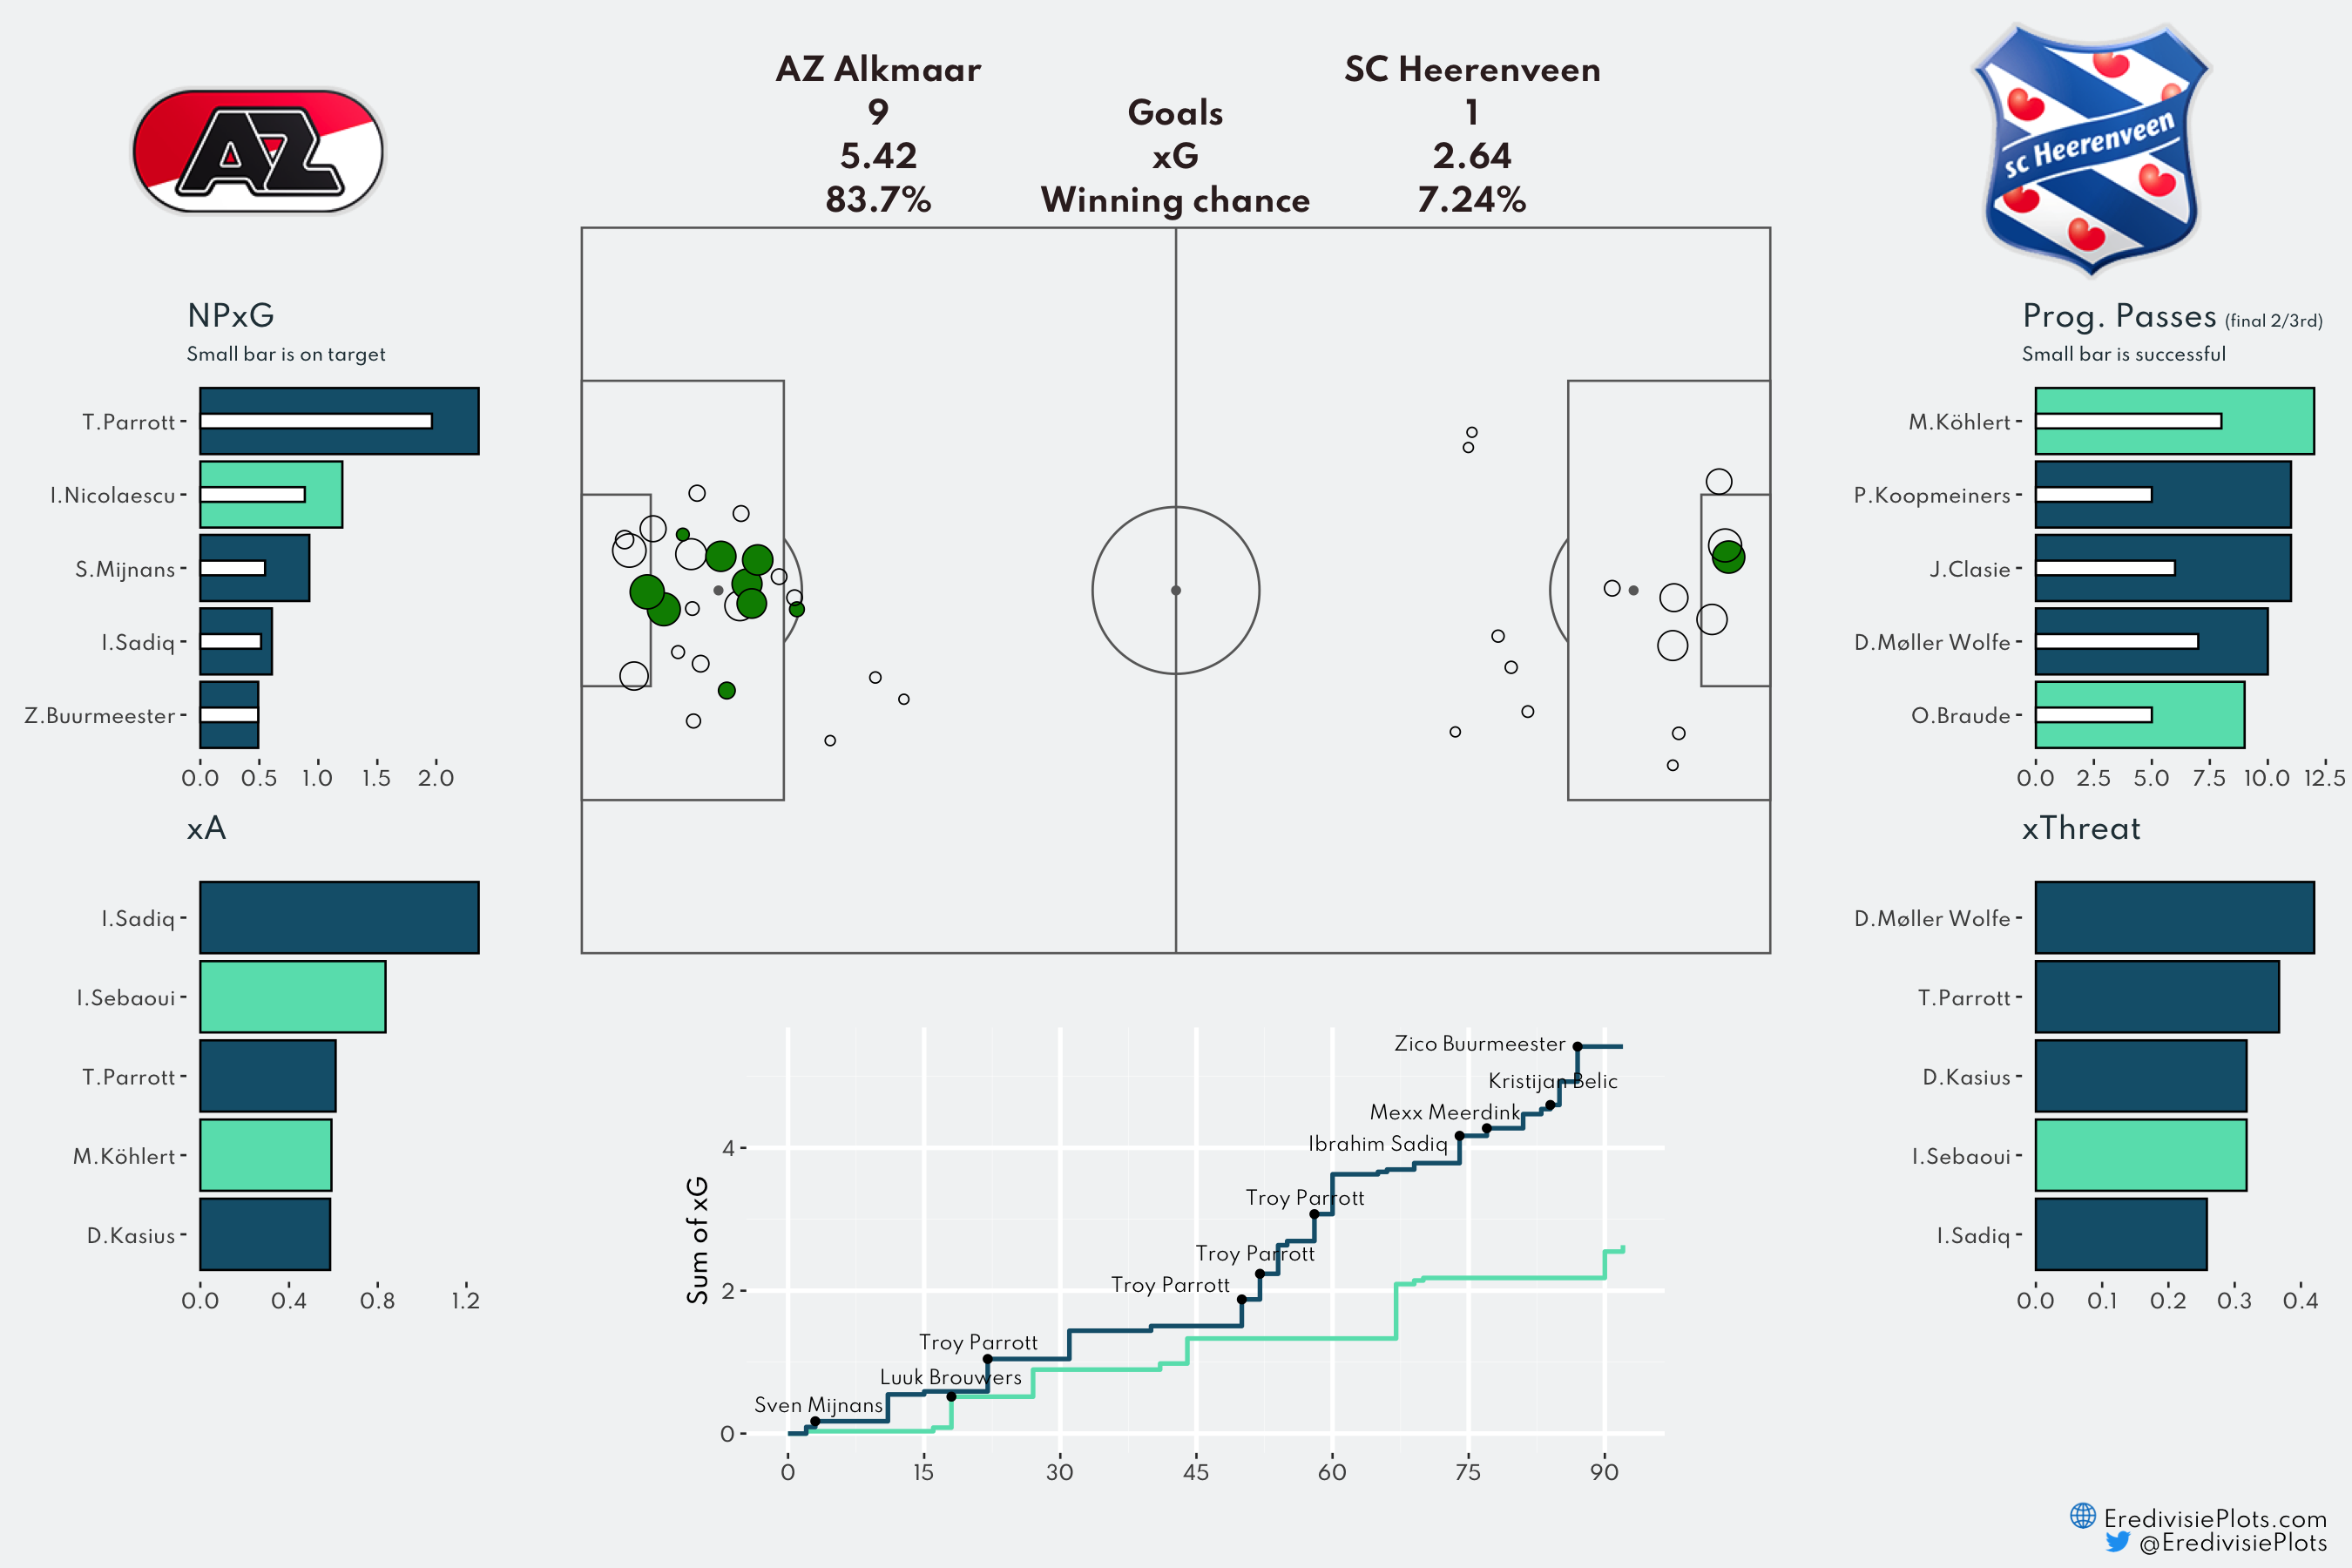 AZ Alkmaar SC Heerenveen
9 Goals 1
5.42 xG 2.64
83.7% Winning chance 7.24%
AZ
sc Heerenveen
NPxG
Small bar is on target
T.Parrott
I.Nicolaescu
S.Mijnans
I.Sadiq
Z.Buurmeester
0.0 0.5 1.0 1.5 2.0
xA
I.Sadiq
I.Sebaoui
T.Parrott
M.Köhlert
D.Kasius
0.0 0.4 0.8 1.2
Prog. Passes (final 2/3rd)
Small bar is successful
M.Köhlert
P.Koopmeiners
J.Clasie
D.Møller Wolfe
O.Braude
0.0 2.5 5.0 7.5 10.0 12.5
xThreat
D.Møller Wolfe
T.Parrott
D.Kasius
I.Sebaoui
I.Sadiq
0.0 0.1 0.2 0.3 0.4
Sum of xG
4
2
0
Zico Buurmeester
Kristijan Belic
Mexx Meerdink
Ibrahim Sadiq
Troy Parrott
Troy Parrott
Troy Parrott
Troy Parrott
Luuk Brouwers
Sven Mijnans
0 15 30 45 60 75 90
EredivisiePlots.com
@EredivisiePlots